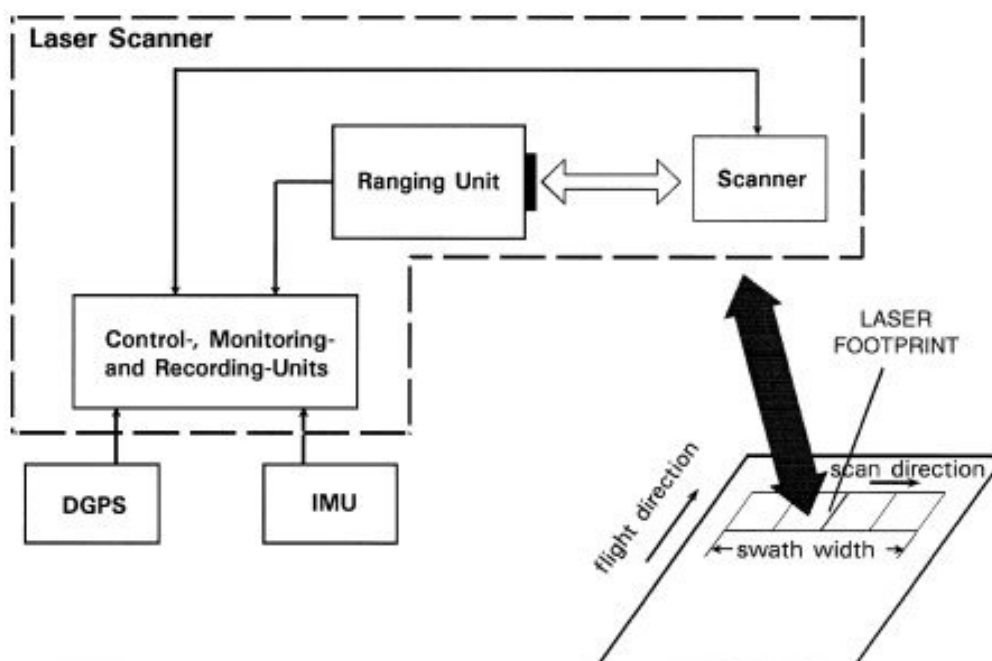 Laser Scanner
Ranging Unit
Scanner
Control-, Monitoring-
and Recording-Units
LASER
FOOTPRINT
DGPS
IMU
flight direction
scan direction
swath width